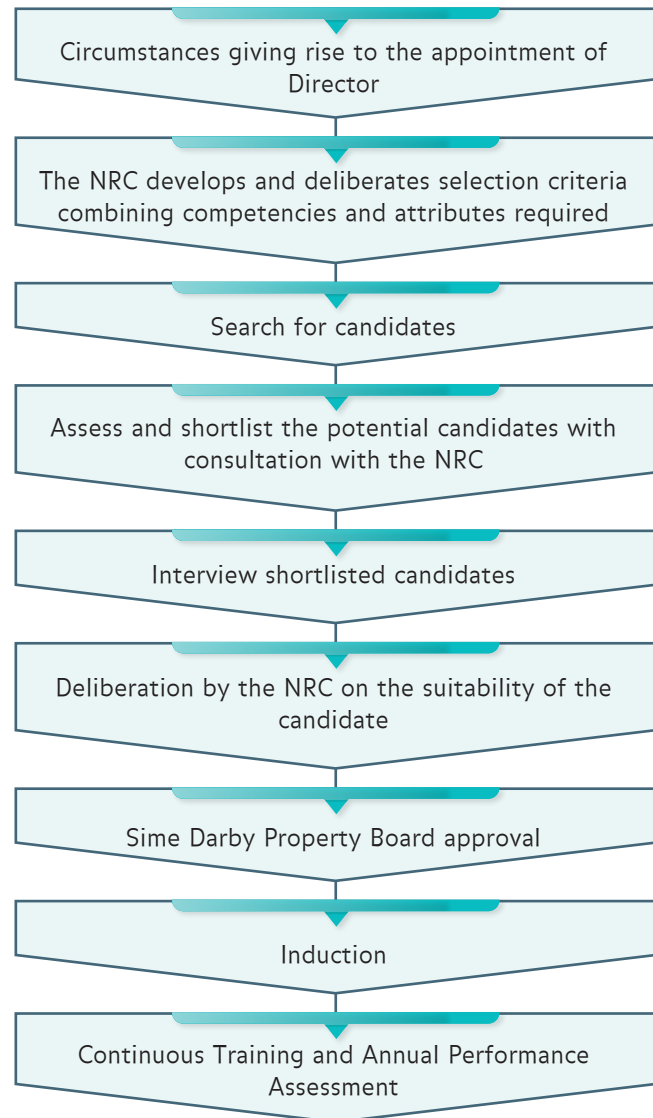 Circumstances giving rise to the appointment of
Director
The NRC develops and deliberates selection criteria
combining competencies and attributes required
Search for candidates
Assess and shortlist the potential candidates with
consultation with the NRC
Interview shortlisted candidates
Deliberation by the NRC on the suitability of the
candidate
Sime Darby Property Board approval
Induction
Continuous Training and Annual Performance
Assessment